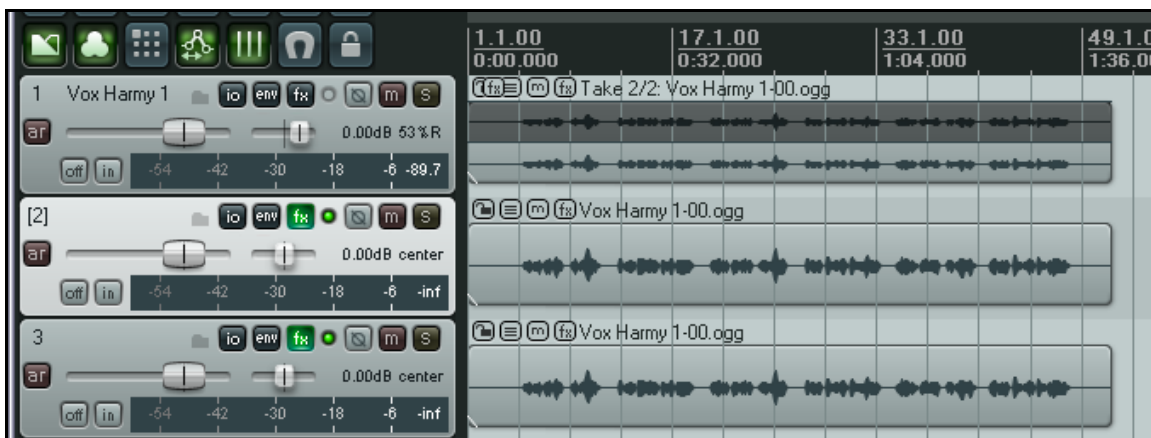 1.1.00 17.1.00 33.1.00 49.1.0
0:00.000 0:32.000 1:04.000 1:36.0
1 Vox Harmy 1 io env fx m s
fx m fx Take 2/2: Vox Harmy 1-00.ogg
ar 0.00dB 53%R
off in -54 -42 -30 -18 -6 -89.7
[2] io env fx m s
m fx Vox Harmy 1-00.ogg
ar 0.00dB center
off in -54 -42 -30 -18 -6 -inf
3 io env fx m s
m fx Vox Harmy 1-00.ogg
ar 0.00dB center
off in -54 -42 -30 -18 -6 -inf